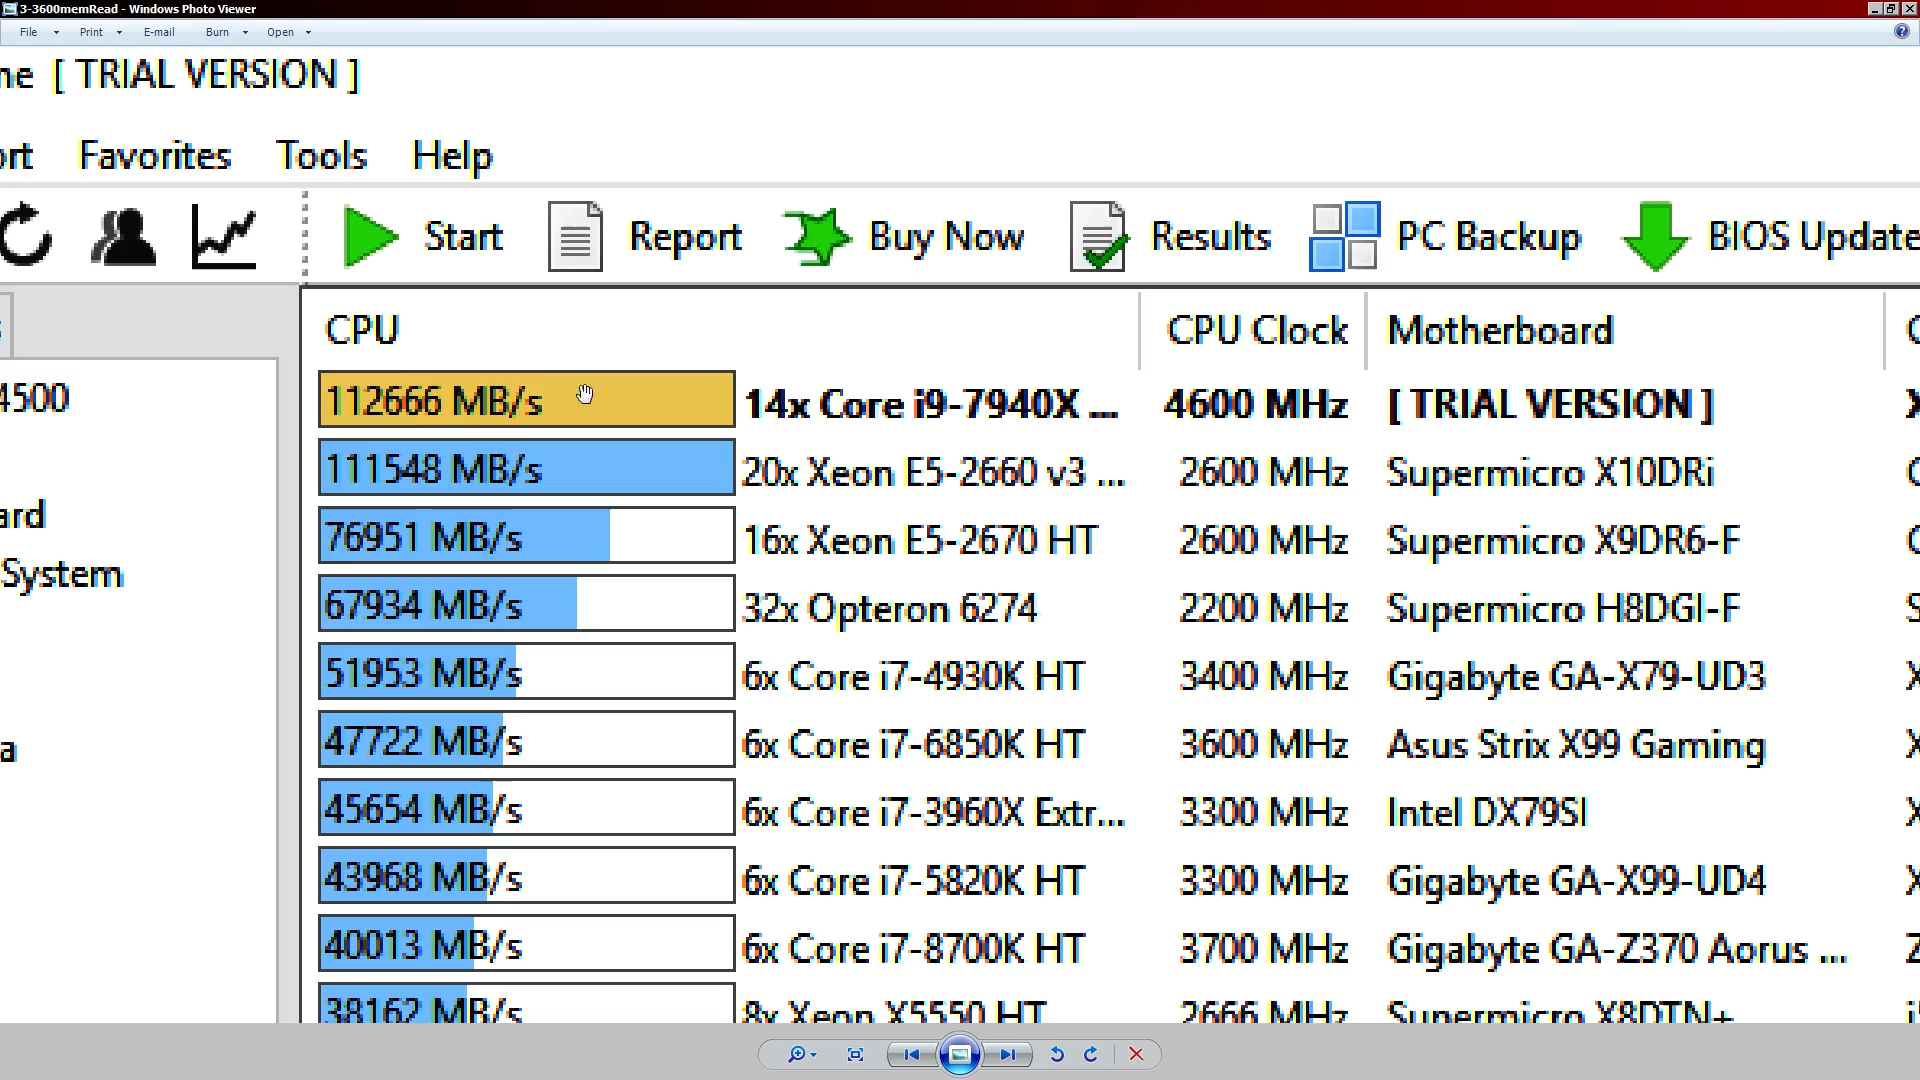 3-3600memRead - Windows Photo Viewer
File Print E-mail Burn Open
me [ TRIAL VERSION ]
ort Favorites Tools Help
Start Report Buy Now Results PC Backup BIOS Update
CPU CPU Clock Motherboard
4500
112666 MB/s 14x Core i9-7940X ... 4600 MHz [ TRIAL VERSION ]
111548 MB/s 20x Xeon E5-2660 v3 ... 2600 MHz Supermicro X10DRi
ard
76951 MB/s 16x Xeon E5-2670 HT 2600 MHz Supermicro X9DR6-F
System
67934 MB/s 32x Opteron 6274 2200 MHz Supermicro H8DGI-F
51953 MB/s 6x Core i7-4930K HT 3400 MHz Gigabyte GA-X79-UD3
a
47722 MB/s 6x Core i7-6850K HT 3600 MHz Asus Strix X99 Gaming
45654 MB/s 6x Core i7-3960X Extr... 3300 MHz Intel DX79SI
43968 MB/s 6x Core i7-5820K HT 3300 MHz Gigabyte GA-X99-UD4
40013 MB/s 6x Core i7-8700K HT 3700 MHz Gigabyte GA-Z370 Aorus ...
38162 MB/s 8x Xeon X5550 HT 2666 MHz Supermicro X8DTN+